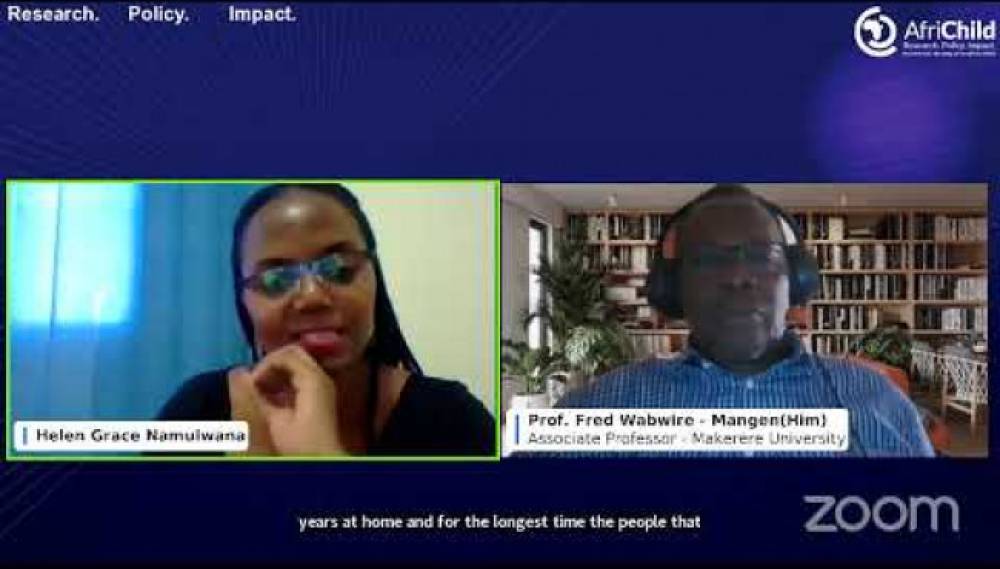 Research. Policy. Impact.
AfriChild
Research. Policy. Impact.
Helen Grace Namulwana
Prof. Fred Wabwire - Mangen(Him)
Associate Professor - Makerere University
years at home and for the longest time the people that
zoom